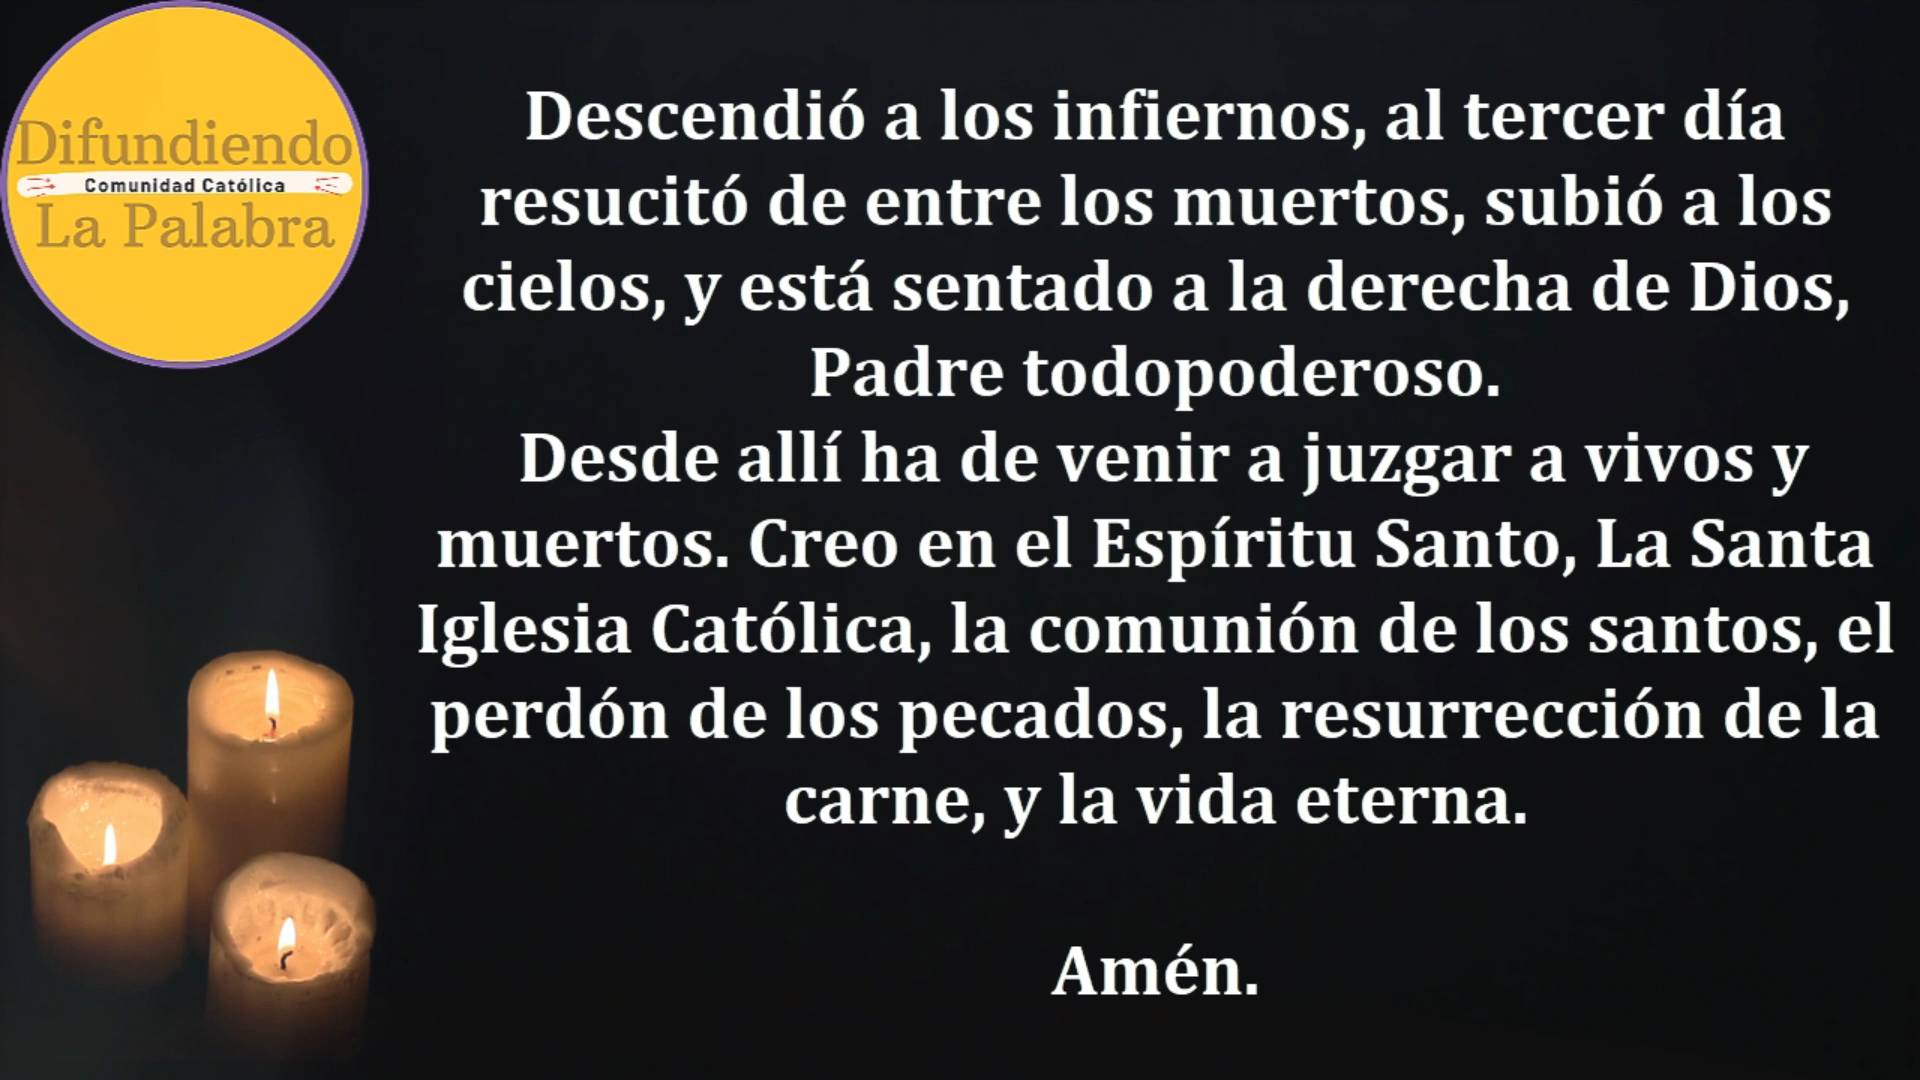 Difundiendo
Comunidad Católica
La Palabra
Descendió a los infiernos, al tercer día
resucitó de entre los muertos, subió a los
cielos, y está sentado a la derecha de Dios,
Padre todopoderoso.
Desde allí ha de venir a juzgar a vivos y
muertos. Creo en el Espíritu Santo, La Santa
Iglesia Católica, la comunión de los santos, el
perdón de los pecados, la resurrección de la
carne, y la vida eterna.
Amén.